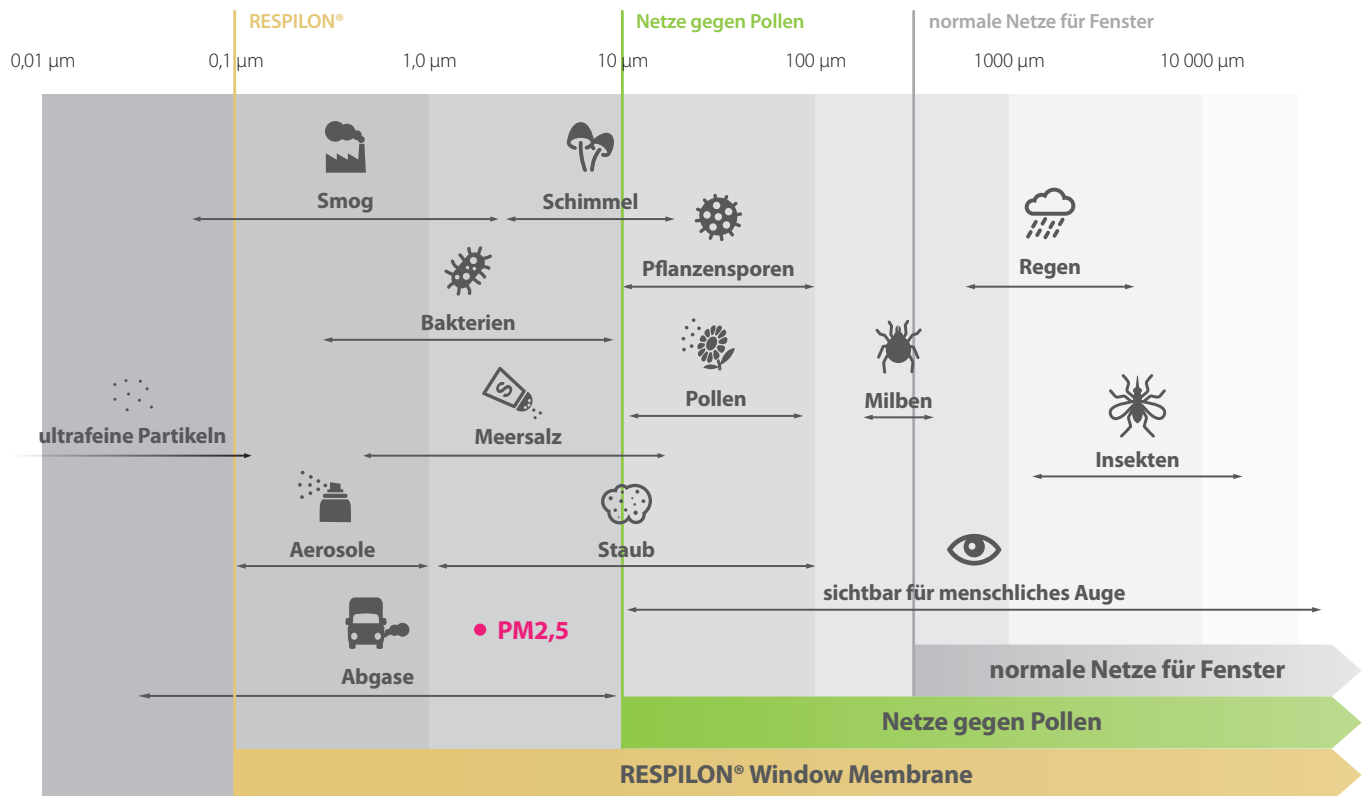 RESPILON®
Netze gegen Pollen
normale Netze für Fenster
0,01 µm
0,1 µm
1,0 µm
10 µm
100 µm
1000 µm
10 000 µm
Smog
Schimmel
Pflanzensporen
Regen
Bakterien
Pollen
Milben
ultrafeine Partikeln
Meersalz
S
Insekten
Aerosole
Staub
sichtbar für menschliches Auge
PM2,5
Abgase
normale Netze für Fenster
Netze gegen Pollen
RESPILON® Window Membrane